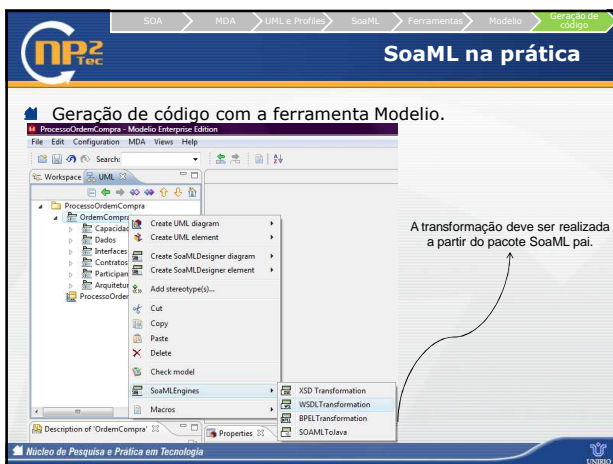 SOA
MDA
UML e Profiles
SoaML
Ferramentas
Modelio
Geração de código
NP2
Tec
SoaML na prática
Geração de código com a ferramenta Modelio.
ProcessoOrdemCompra - Modelio Enterprise Edition
File Edit Configuration MDA Views Help
Search:
Workspace UML
ProcessoOrdemCompra
OrdemCompra
Capacidad
Dados
Interfaces
Contratos
Participan
Arquitetur
ProcessoOrder
Create UML diagram
Create UML element
Create SoaMLDesigner diagram
Create SoaMLDesigner element
Add stereotype(s)...
Cut
Copy
Paste
Delete
Check model
SoaMLEngines
Macros
XSD Transformation
WSDLTransformation
BPELTransformation
SOAMLToJava
A transformação deve ser realizada
a partir do pacote SoaML pai.
Description of 'OrdemCompra'
Properties
Núcleo de Pesquisa e Prática em Tecnologia
UNIRIO